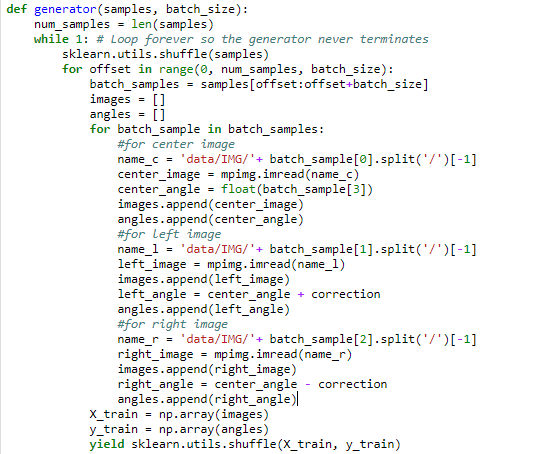 def generator(samples, batch_size):
    num_samples = len(samples)
    while 1: # Loop forever so the generator never terminates
        sklearn.utils.shuffle(samples)
        for offset in range(0, num_samples, batch_size):
            batch_samples = samples[offset:offset+batch_size]
            images = []
            angles = []
            for batch_sample in batch_samples:
                #for center image
                name_c = 'data/IMG/'+ batch_sample[0].split('/')[-1]
                center_image = mpimg.imread(name_c)
                center_angle = float(batch_sample[3])
                images.append(center_image)
                angles.append(center_angle)
                #for left image
                name_l = 'data/IMG/'+ batch_sample[1].split('/')[-1]
                left_image = mpimg.imread(name_l)
                images.append(left_image)
                left_angle = center_angle + correction
                angles.append(left_angle)
                #for right image
                name_r = 'data/IMG/'+ batch_sample[2].split('/')[-1]
                right_image = mpimg.imread(name_r)
                images.append(right_image)
                right_angle = center_angle - correction
                angles.append(right_angle)
            X_train = np.array(images)
            y_train = np.array(angles)
            yield sklearn.utils.shuffle(X_train, y_train)